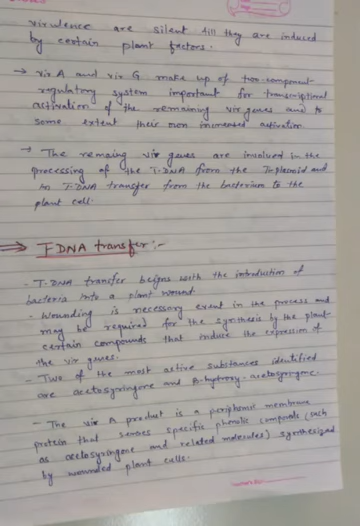 virulence are silent till they are induced
by certain plant factors.
→ vir A and vir G make up of two-component-
regulatory system important for transcriptional
activation of the remaining vir genes and to
some extent their own increased activation
→ The remaing vir genes are involved in the
processing of the T-DNA from the Ti plasmid and
T-DNA transfer from the bacterium to the
plant cell.
⇒ T-DNA transfer :-
- T-DNA transfer begins with the introduction of
bacteria into a plant wound.
- Wounding is necessary event in the process and
may be required for the synthesis by the plant-
certain compounds that induce the expression of
the vir genes.
- Two of the most active substances identified
are acetosyringone and
- The vir A product is a membrane
protein that senses specific phenolic compounds (such
as acetosyringone and related molecules) synthesized
by wounded plant cells.